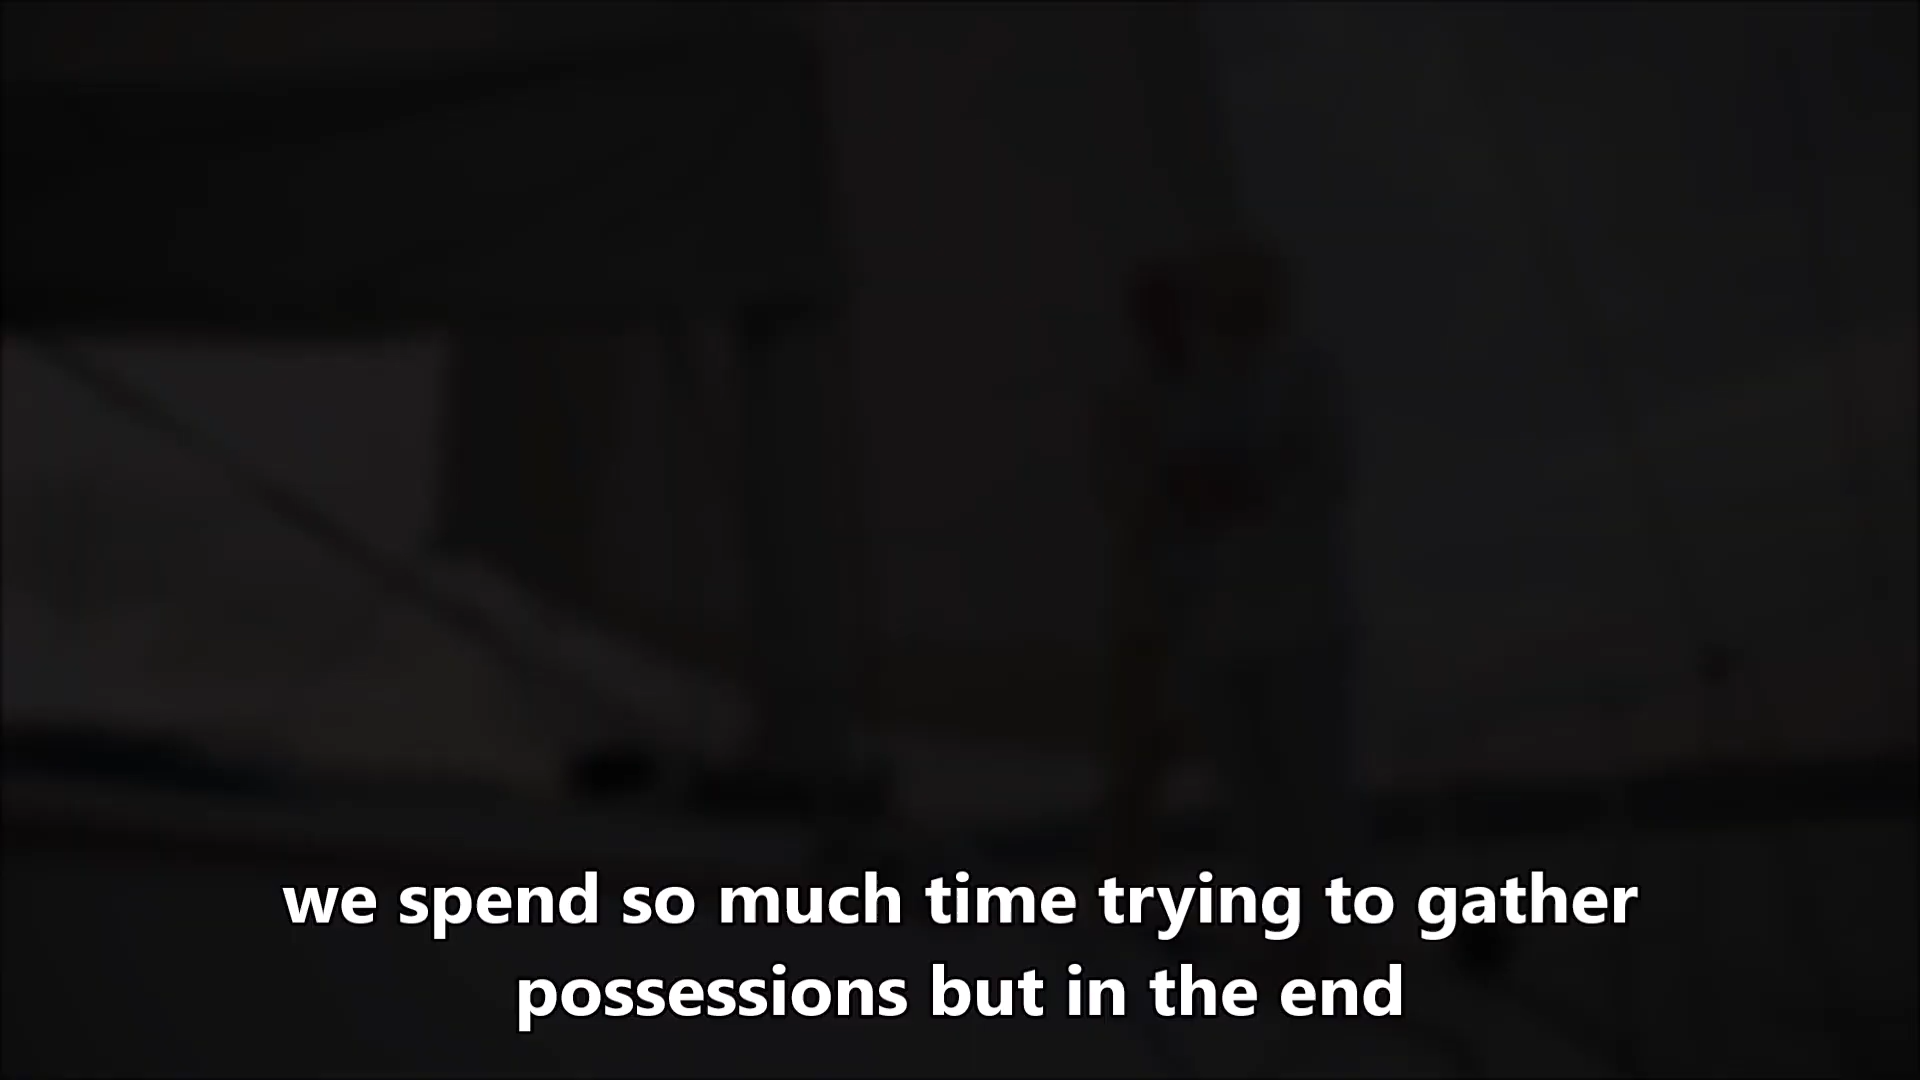 we spend so much time trying to gather
possessions but in the end